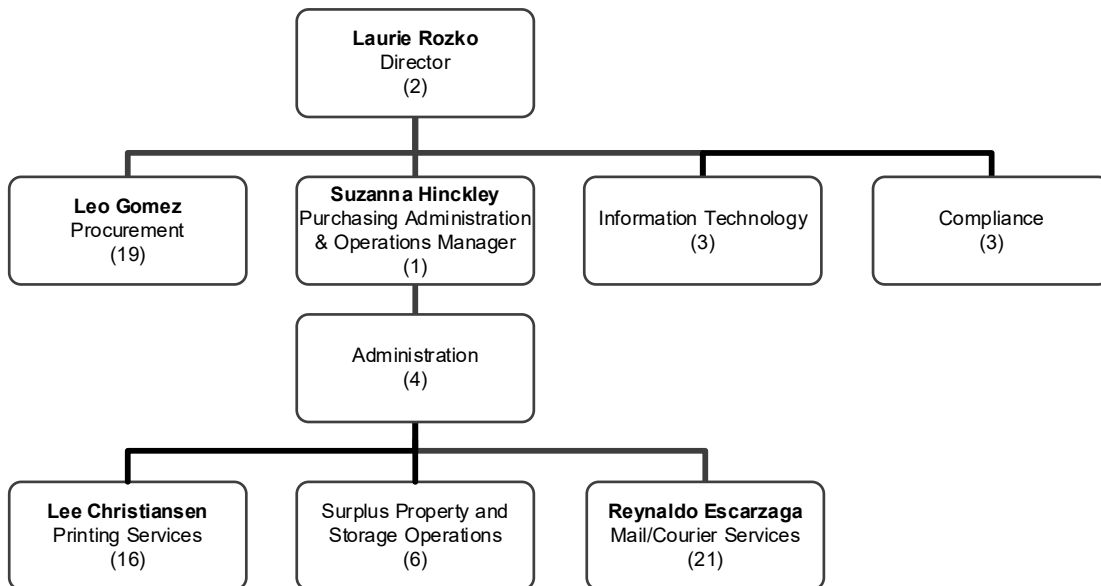 Laurie Rozko
Director
(2)
Leo Gomez
Procurement
(19)
Suzanna Hinckley
Purchasing Administration
& Operations Manager
(1)
Information Technology
(3)
Compliance
(3)
Administration
(4)
Lee Christiansen
Printing Services
(16)
Surplus Property and
Storage Operations
(6)
Reynaldo Escarzaga
Mail/Courier Services
(21)